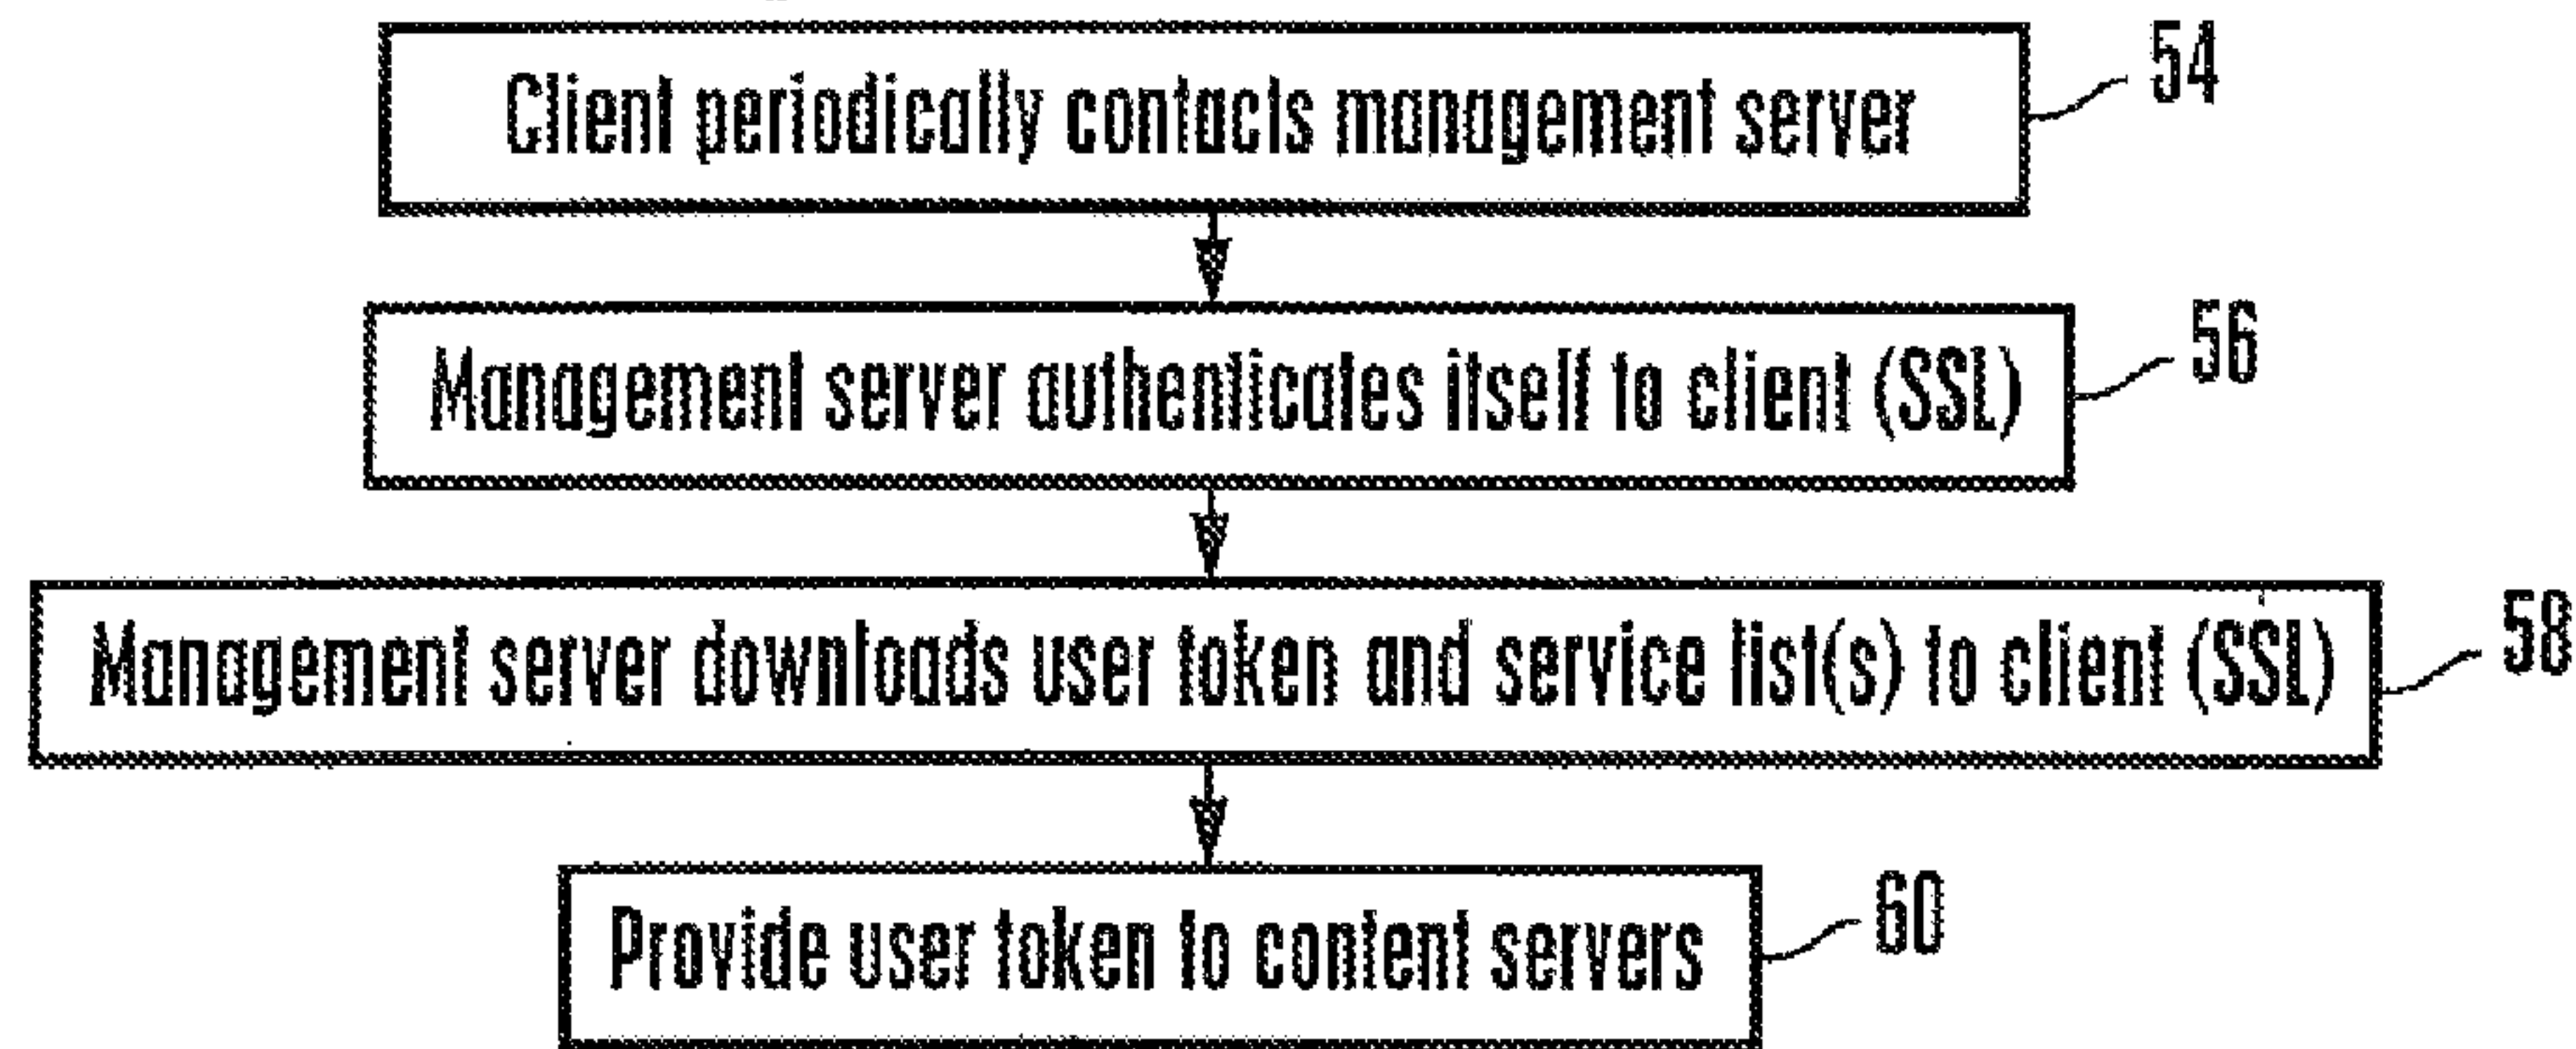 Client periodically contacts management server
54
Management server authenticates itself to client (SSL)
56
Management server downloads user token and service list(s) to client (SSL)
58
Provide user token to content servers
60